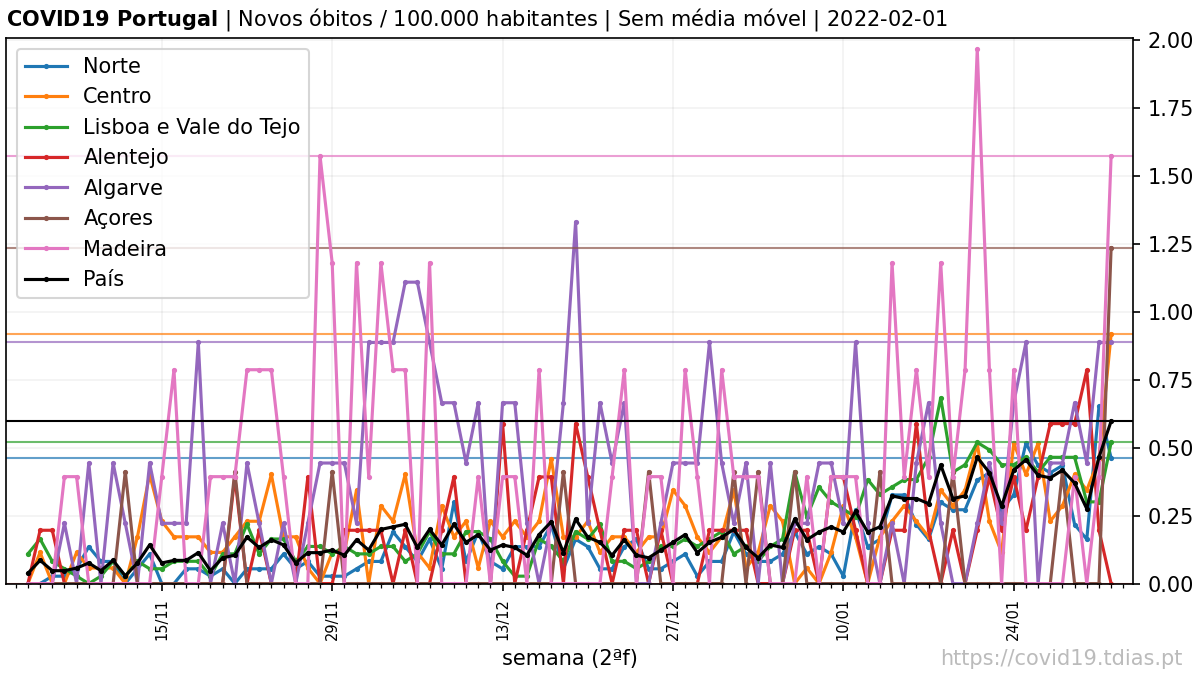 COVID19 Portugal | Novos óbitos / 100.000 habitantes | Sem média móvel | 2022-02-01
Norte
Centro
Lisboa e Vale do Tejo
Alentejo
Algarve
Açores
Madeira
País
2.00
1.75
1.50
1.25
1.00
0.75
0.50
0.25
0.00
15/11
29/11
13/12
27/12
10/01
24/01
semana (2ªf)
https://covid19.tdias.pt